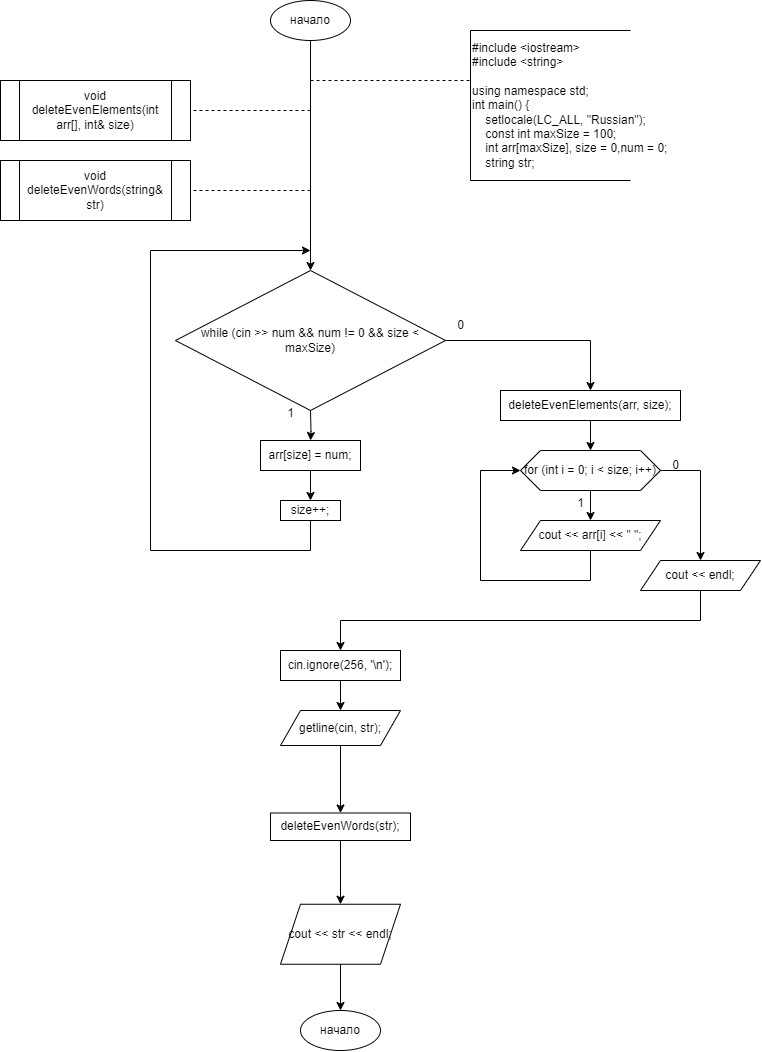 начало
#include <iostream>
#include <string>
using namespace std;
int main() {
setlocale(LC_ALL, "Russian");
const int maxSize = 100;
int arr[maxSize], size = 0,num = 0;
string str;
void
deleteEvenElements(int
arr[], int& size)
void
deleteEvenWords(string&
str)
while (cin >> num && num != 0 && size <
maxSize)
0
1
deleteEvenElements(arr, size);
arr[size] = num;
for (int i = 0; i < size; i++)
0
1
size++;
cout << arr[i] << " ";
cout << endl;
cin.ignore(256, '\n');
getline(cin, str);
deleteEvenWords(str);
cout << str << endl;
начало